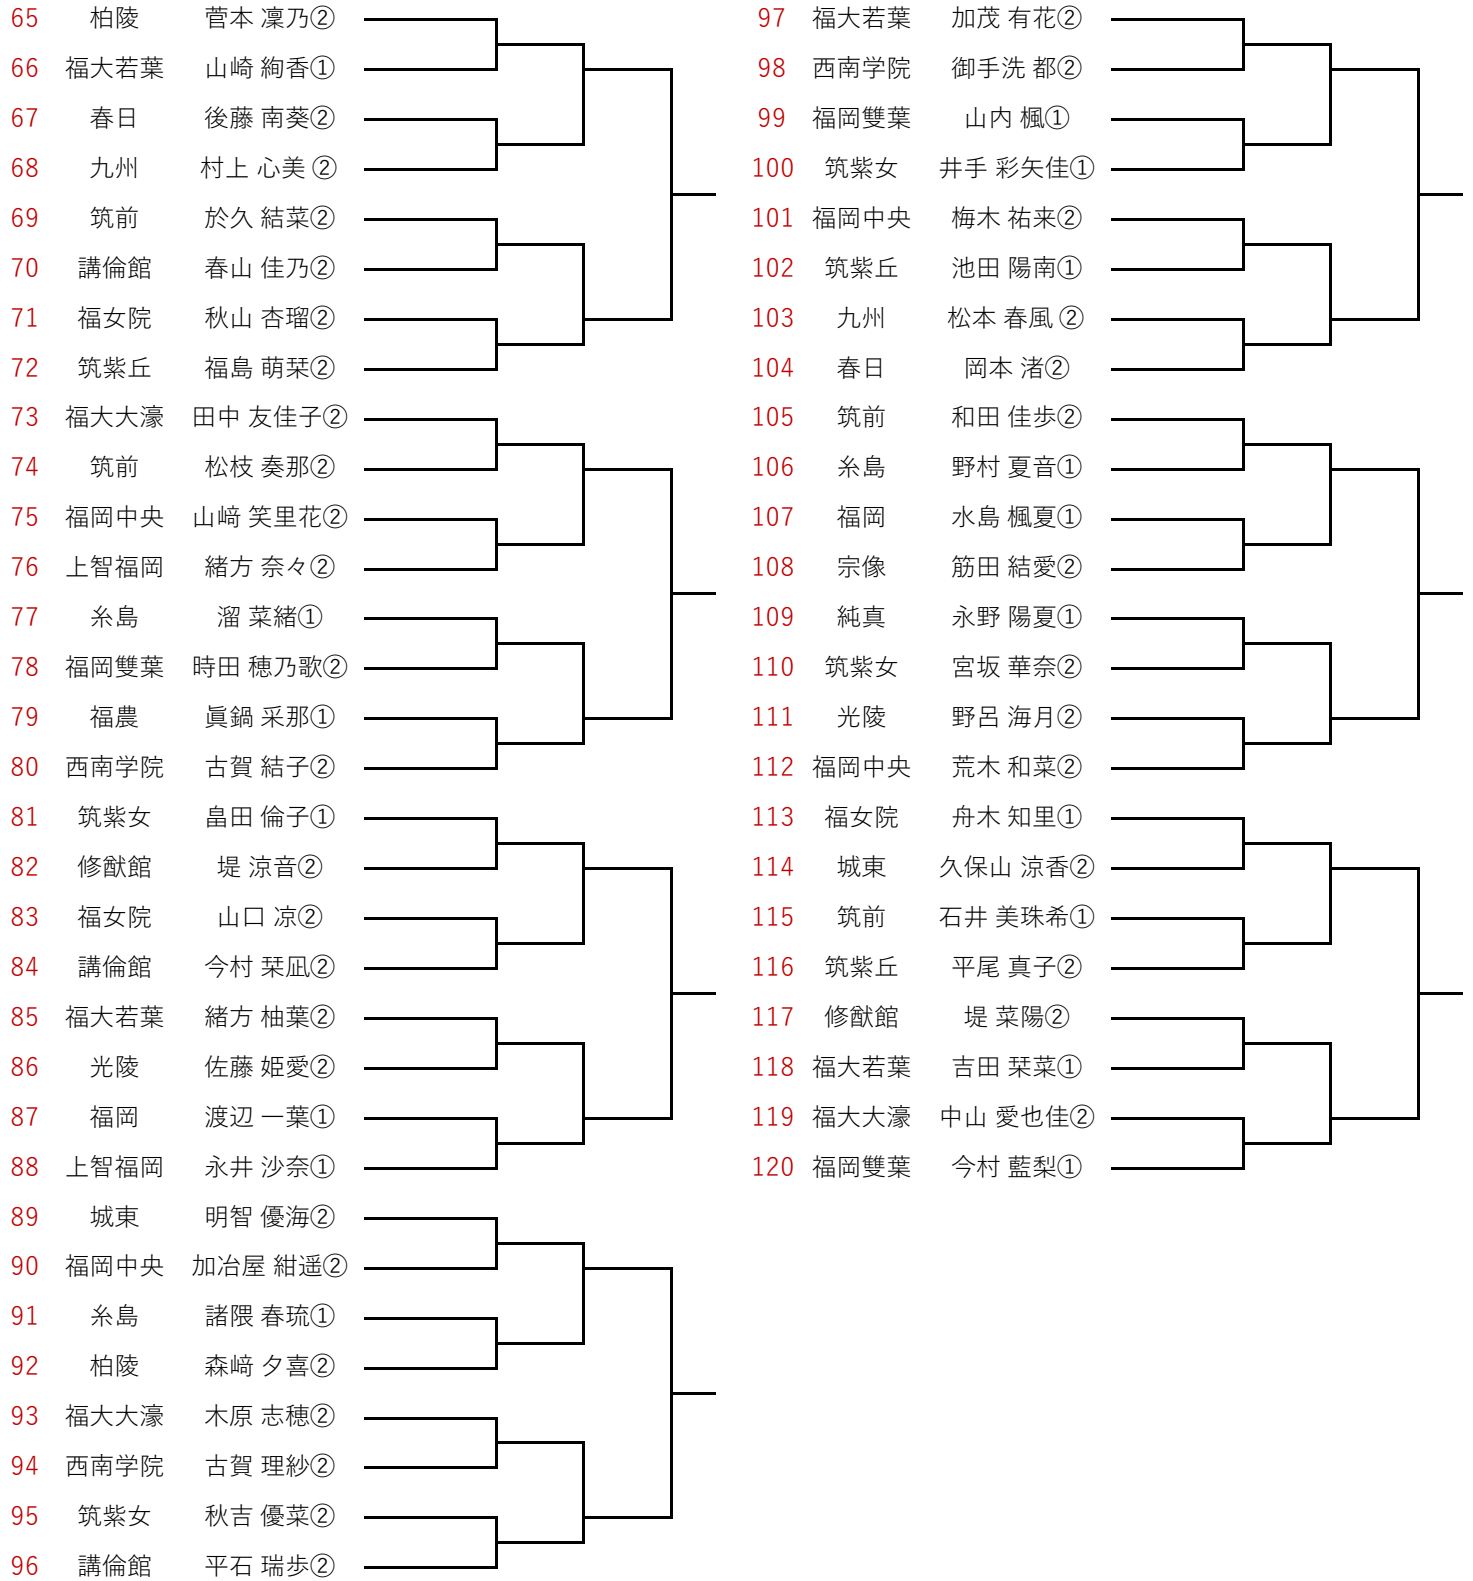 65 柏陵 菅本 凜乃②
66 福大若葉 山崎 絢香①
67 春日 後藤 南葵②
68 九州 村上 心美 ②
69 筑前 於久 結菜②
70 講倫館 春山 佳乃②
71 福女院 秋山 杏瑠②
72 筑紫丘 福島 萌栞②
73 福大大濠 田中 友佳子②
74 筑前 松枝 奏那②
75 福岡中央 山﨑 笑里花②
76 上智福岡 緒方 奈々②
77 糸島 溜 菜緒①
78 福岡雙葉 時田 穂乃歌②
79 福農 眞鍋 采那①
80 西南学院 古賀 結子②
81 筑紫女 畠田 倫子①
82 修猷館 堤 涼音②
83 福女院 山口 凉②
84 講倫館 今村 栞凪②
85 福大若葉 緒方 柚葉②
86 光陵 佐藤 姫愛②
87 福岡 渡辺 一葉①
88 上智福岡 永井 沙奈①
89 城東 明智 優海②
90 福岡中央 加冶屋 紺遥②
91 糸島 諸隈 春琉①
92 柏陵 森﨑 夕喜②
93 福大大濠 木原 志穂②
94 西南学院 古賀 理紗②
95 筑紫女 秋吉 優菜②
96 講倫館 平石 瑞歩②
97 福大若葉 加茂 有花②
98 西南学院 御手洗 都②
99 福岡雙葉 山内 楓①
100 筑紫女 井手 彩矢佳①
101 福岡中央 梅木 祐来②
102 筑紫丘 池田 陽南①
103 九州 松本 春風 ②
104 春日 岡本 渚②
105 筑前 和田 佳歩②
106 糸島 野村 夏音①
107 福岡 水島 楓夏①
108 宗像 筋田 結愛②
109 純真 永野 陽夏①
110 筑紫女 宮坂 華奈②
111 光陵 野呂 海月②
112 福岡中央 荒木 和菜②
113 福女院 舟木 知里①
114 城東 久保山 涼香②
115 筑前 石井 美珠希①
116 筑紫丘 平尾 真子②
117 修猷館 堤 菜陽②
118 福大若葉 吉田 栞菜①
119 福大大濠 中山 愛也佳②
120 福岡雙葉 今村 藍梨①